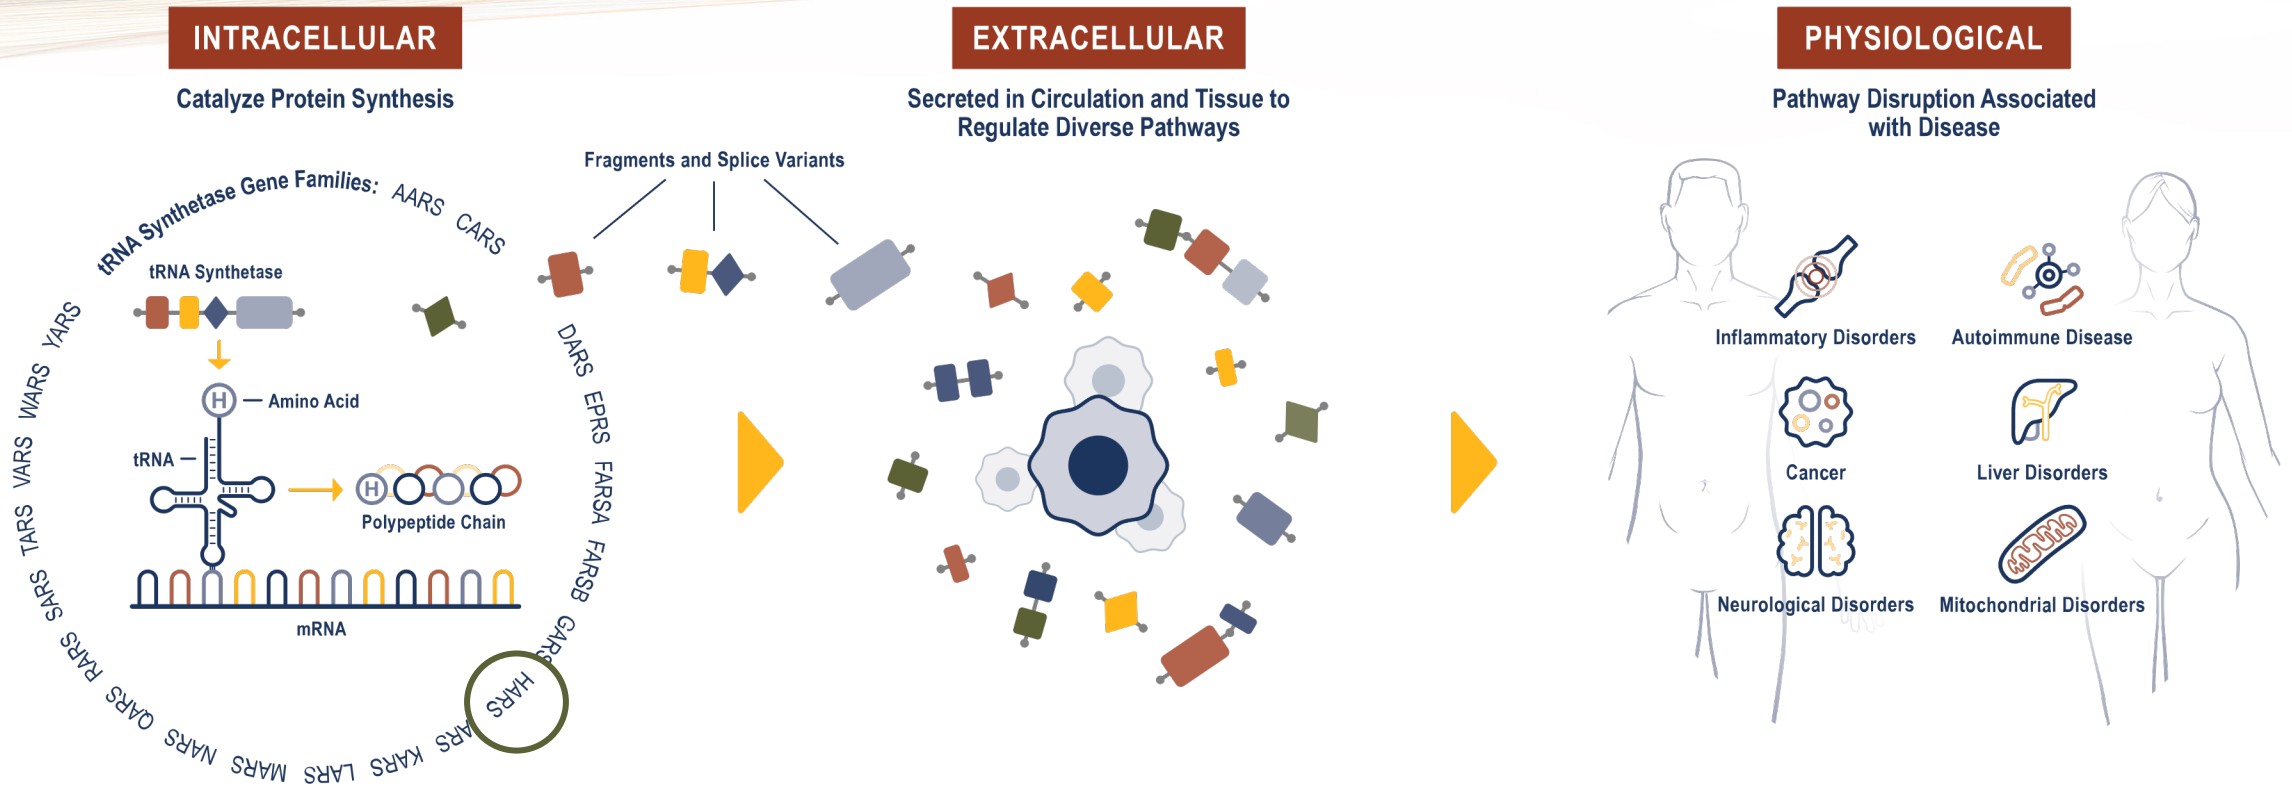 INTRACELLULAR
Catalyze Protein Synthesis
tRNA Synthetase Gene Families: AARS CARS
DARS
EPRS
FARSA
FARSB
GARS
HARS
ARS
KARS
LARS
MARS
NARS
QARS
RARS
SARS
TARS
VARS
WARS
YARS
tRNA Synthetase
H
Amino Acid
tRNA
H
Polypeptide Chain
mRNA
Fragments and Splice Variants
EXTRACELLULAR
Secreted in Circulation and Tissue to
Regulate Diverse Pathways
PHYSIOLOGICAL
Pathway Disruption Associated
with Disease
Inflammatory Disorders
Autoimmune Disease
Cancer
Liver Disorders
Neurological Disorders
Mitochondrial Disorders